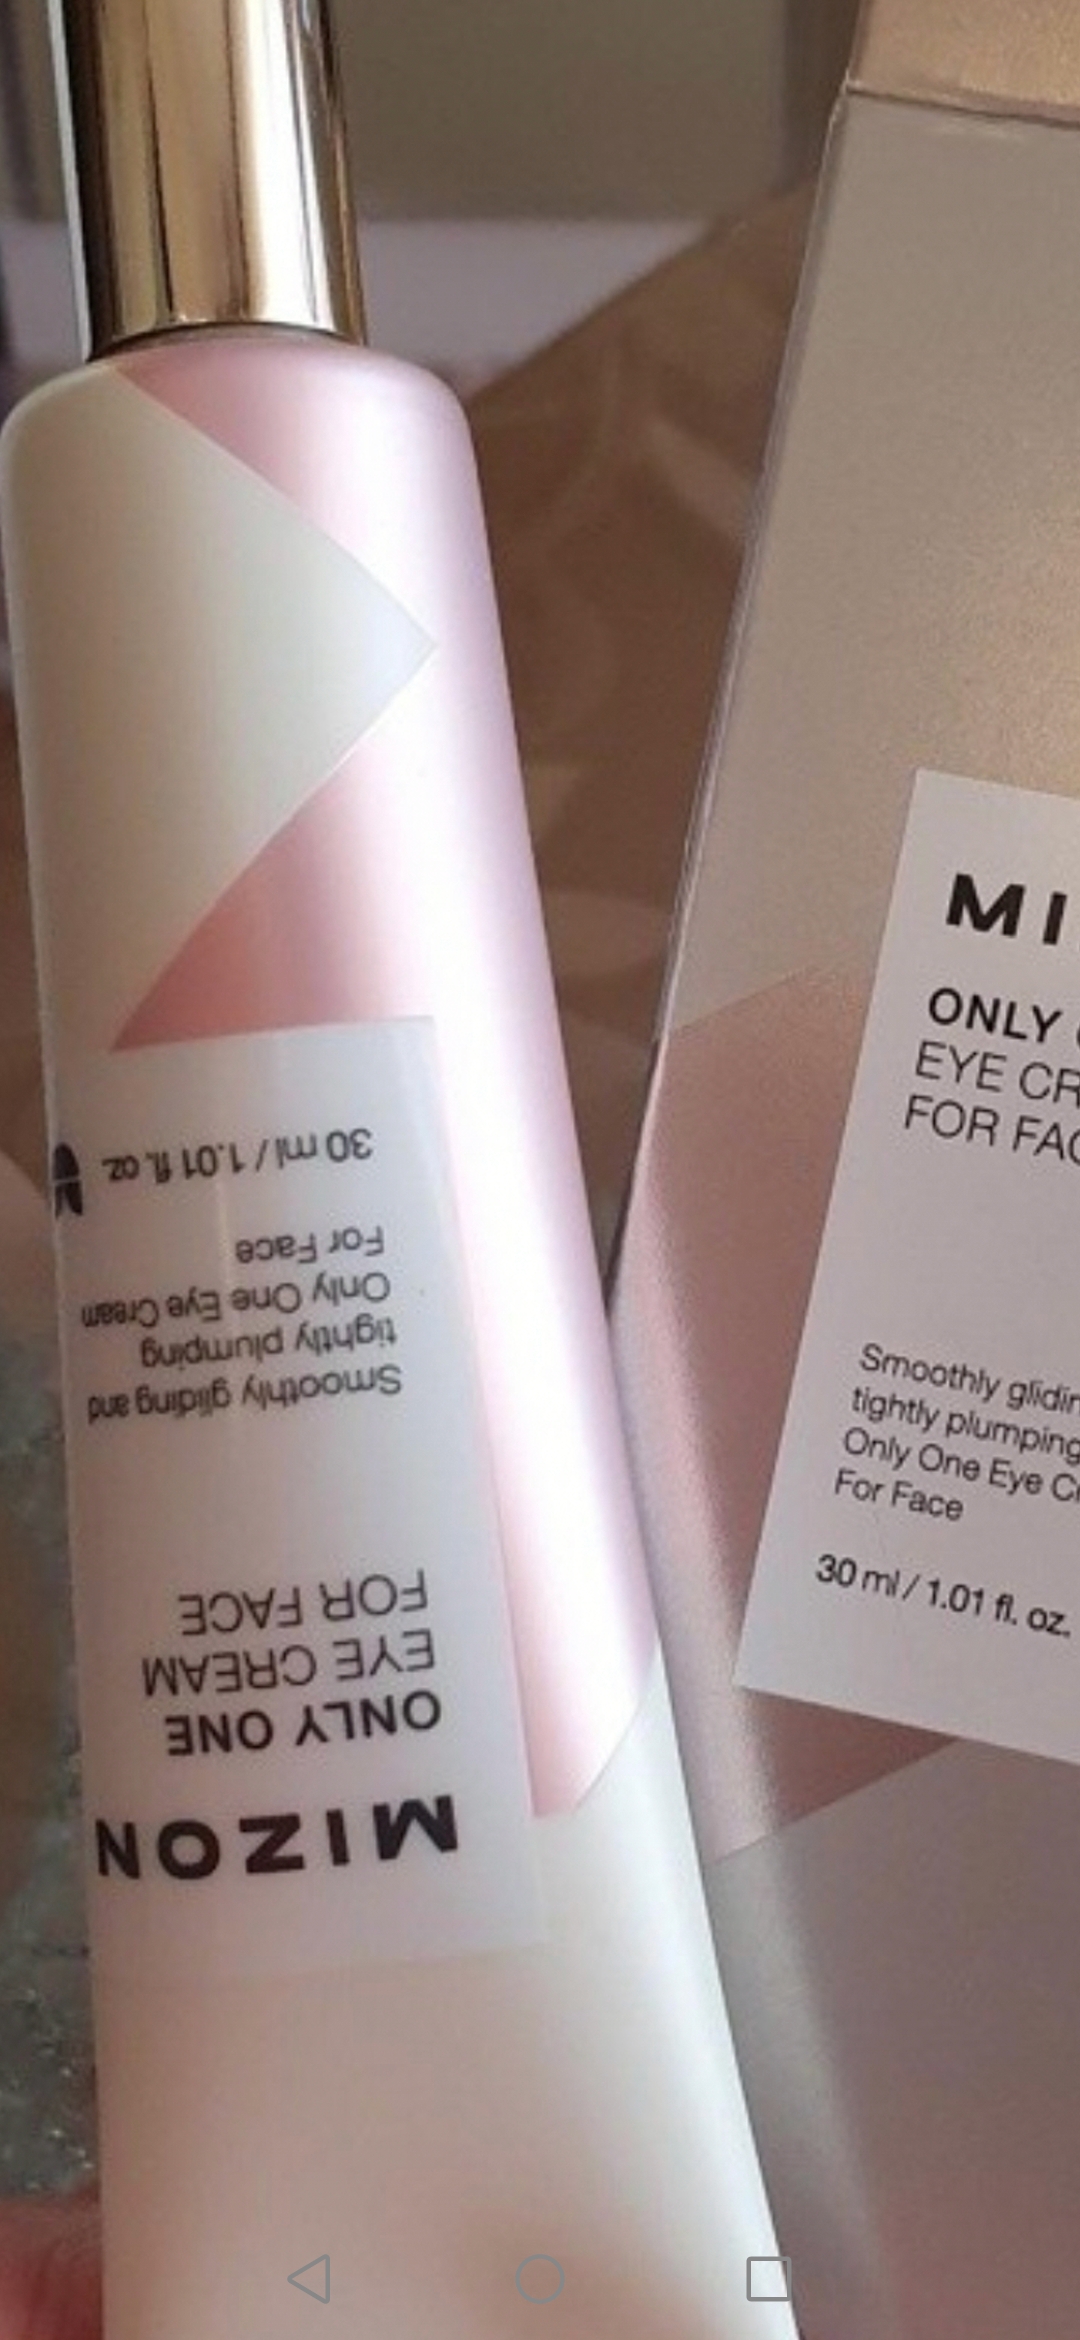 MIZON
ONLY ONE
EYE CREAM
FOR FACE
Smoothly gliding and
tightly plumping
Only One Eye Cream
For Face
30 ml / 1.01 fl. oz
MI
ONLY
EYE CR
FOR FAC
Smoothly glidin
tightly plumping
Only One Eye Cr
For Face
30 ml / 1.01 fl. oz.